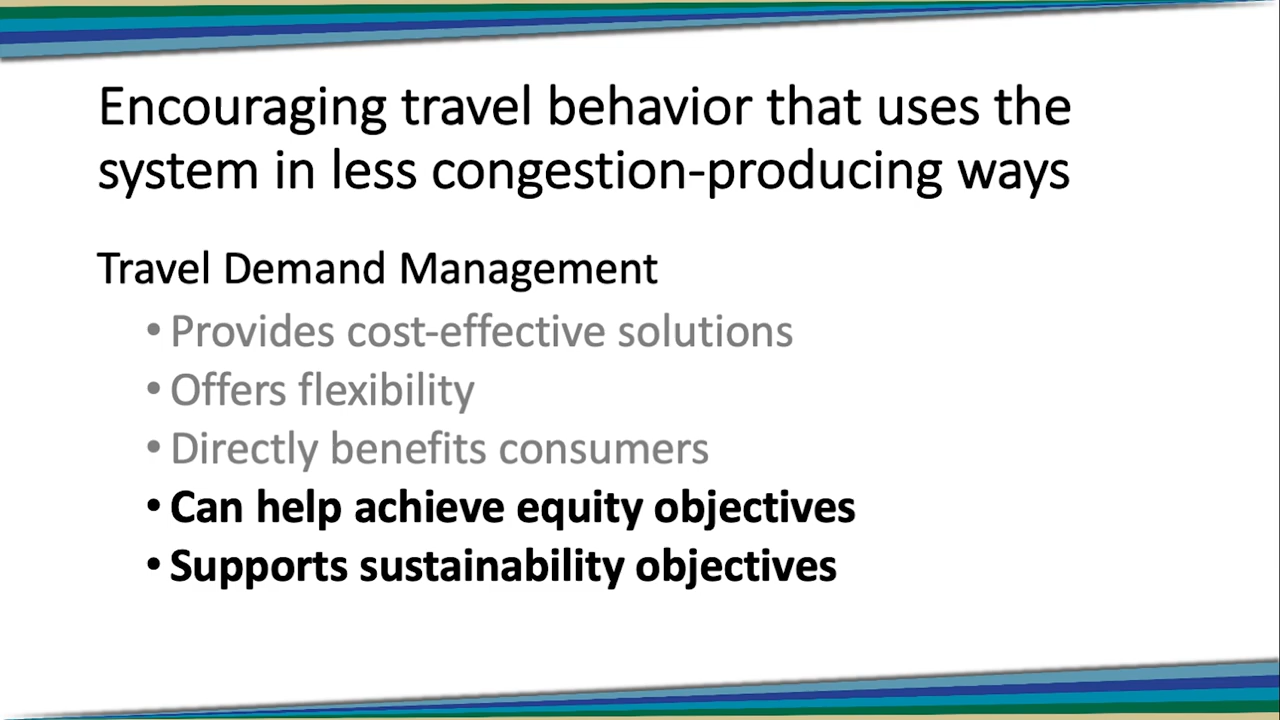 Encouraging travel behavior that uses the
system in less congestion-producing ways
Travel Demand Management
• Provides cost-effective solutions
• Offers flexibility
• Directly benefits consumers
• Can help achieve equity objectives
• Supports sustainability objectives